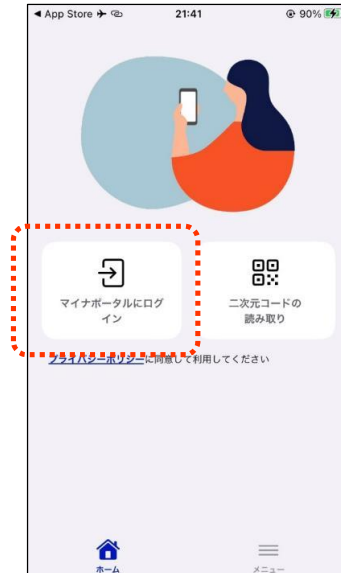 ◀ App Store 21:41 90%
マイナポータルにログ
イン
二次元コードの
読み取り
プライバシーポリシーに同意して利用してください
ホーム
メニュー